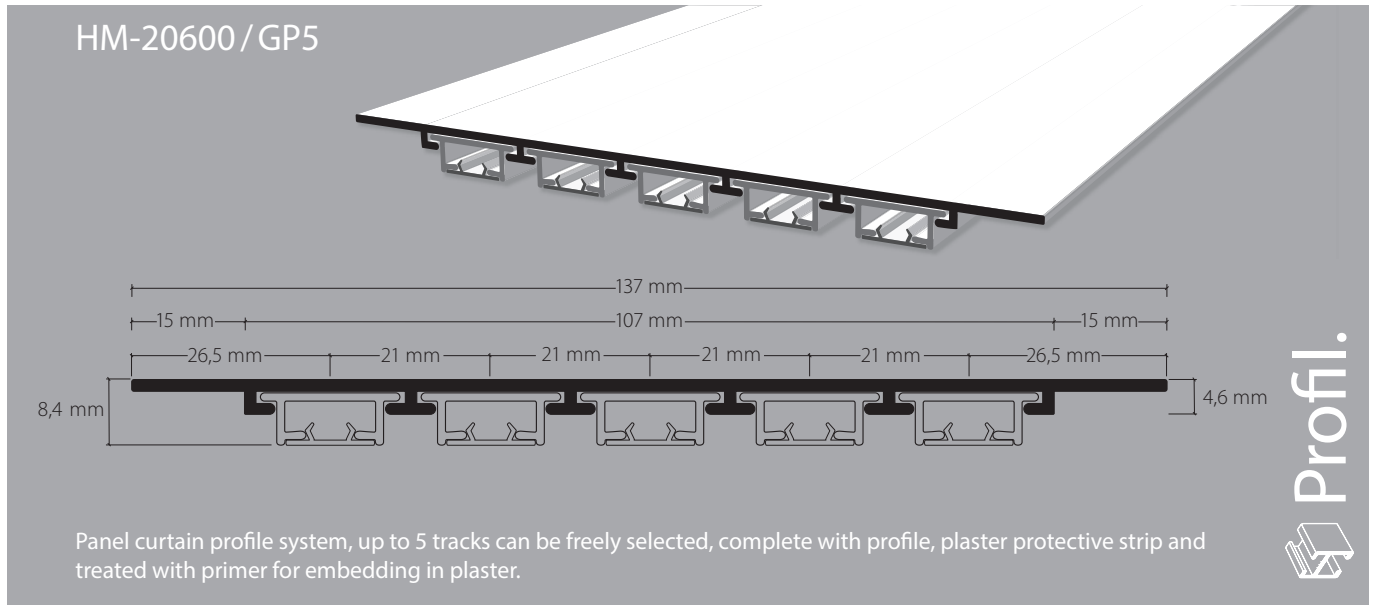 HM-20600 / GP5
137 mm
15 mm 107 mm 15 mm
26,5 mm 21 mm 21 mm 21 mm 21 mm 26,5 mm
8,4 mm 4,6 mm
Profil.
Panel curtain profile system, up to 5 tracks can be freely selected, complete with profile, plaster protective strip and
treated with primer for embedding in plaster.